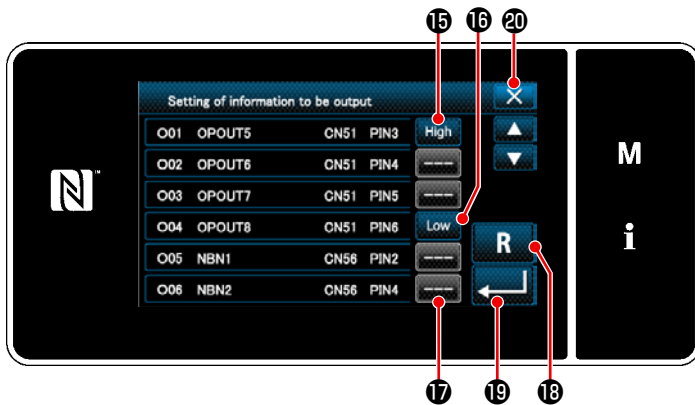 ⓯ ⓰ ⓴
Setting of information to be output X
O01 OPOUT5 CN51 PIN3 High
O02 OPOUT6 CN51 PIN4 ---
O03 OPOUT7 CN51 PIN5 ---
O04 OPOUT8 CN51 PIN6 Low
O05 NBN1 CN56 PIN2 ---
O06 NBN2 CN56 PIN4 ---
R
N ™
M
i
⓱ ⓳ ⓲